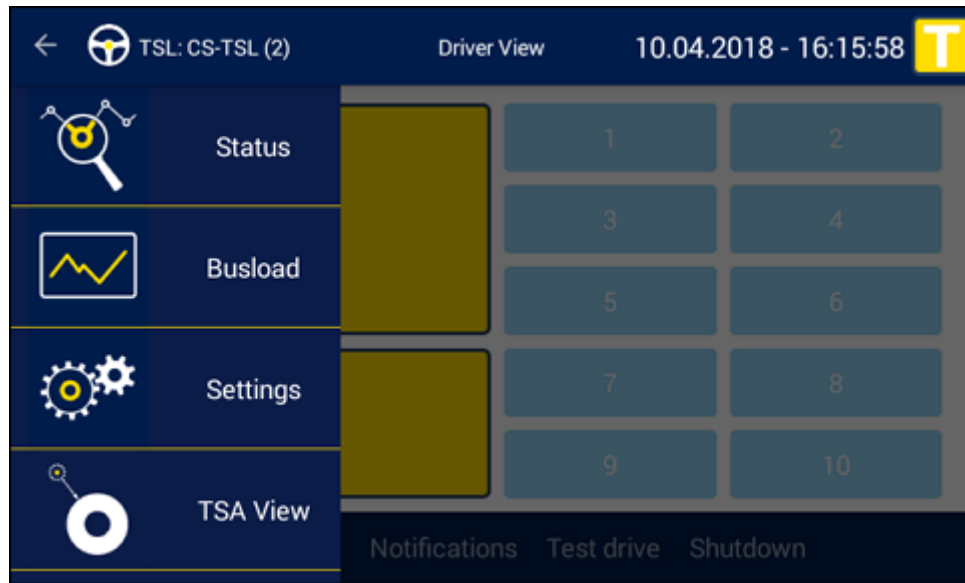 TSL: CS-TSL (2) Driver View 10.04.2018 - 16:15:58 T
Status
Busload
Settings
TSA View
1 2
3 4
5 6
7 8
9 10
Notifications Test drive Shutdown